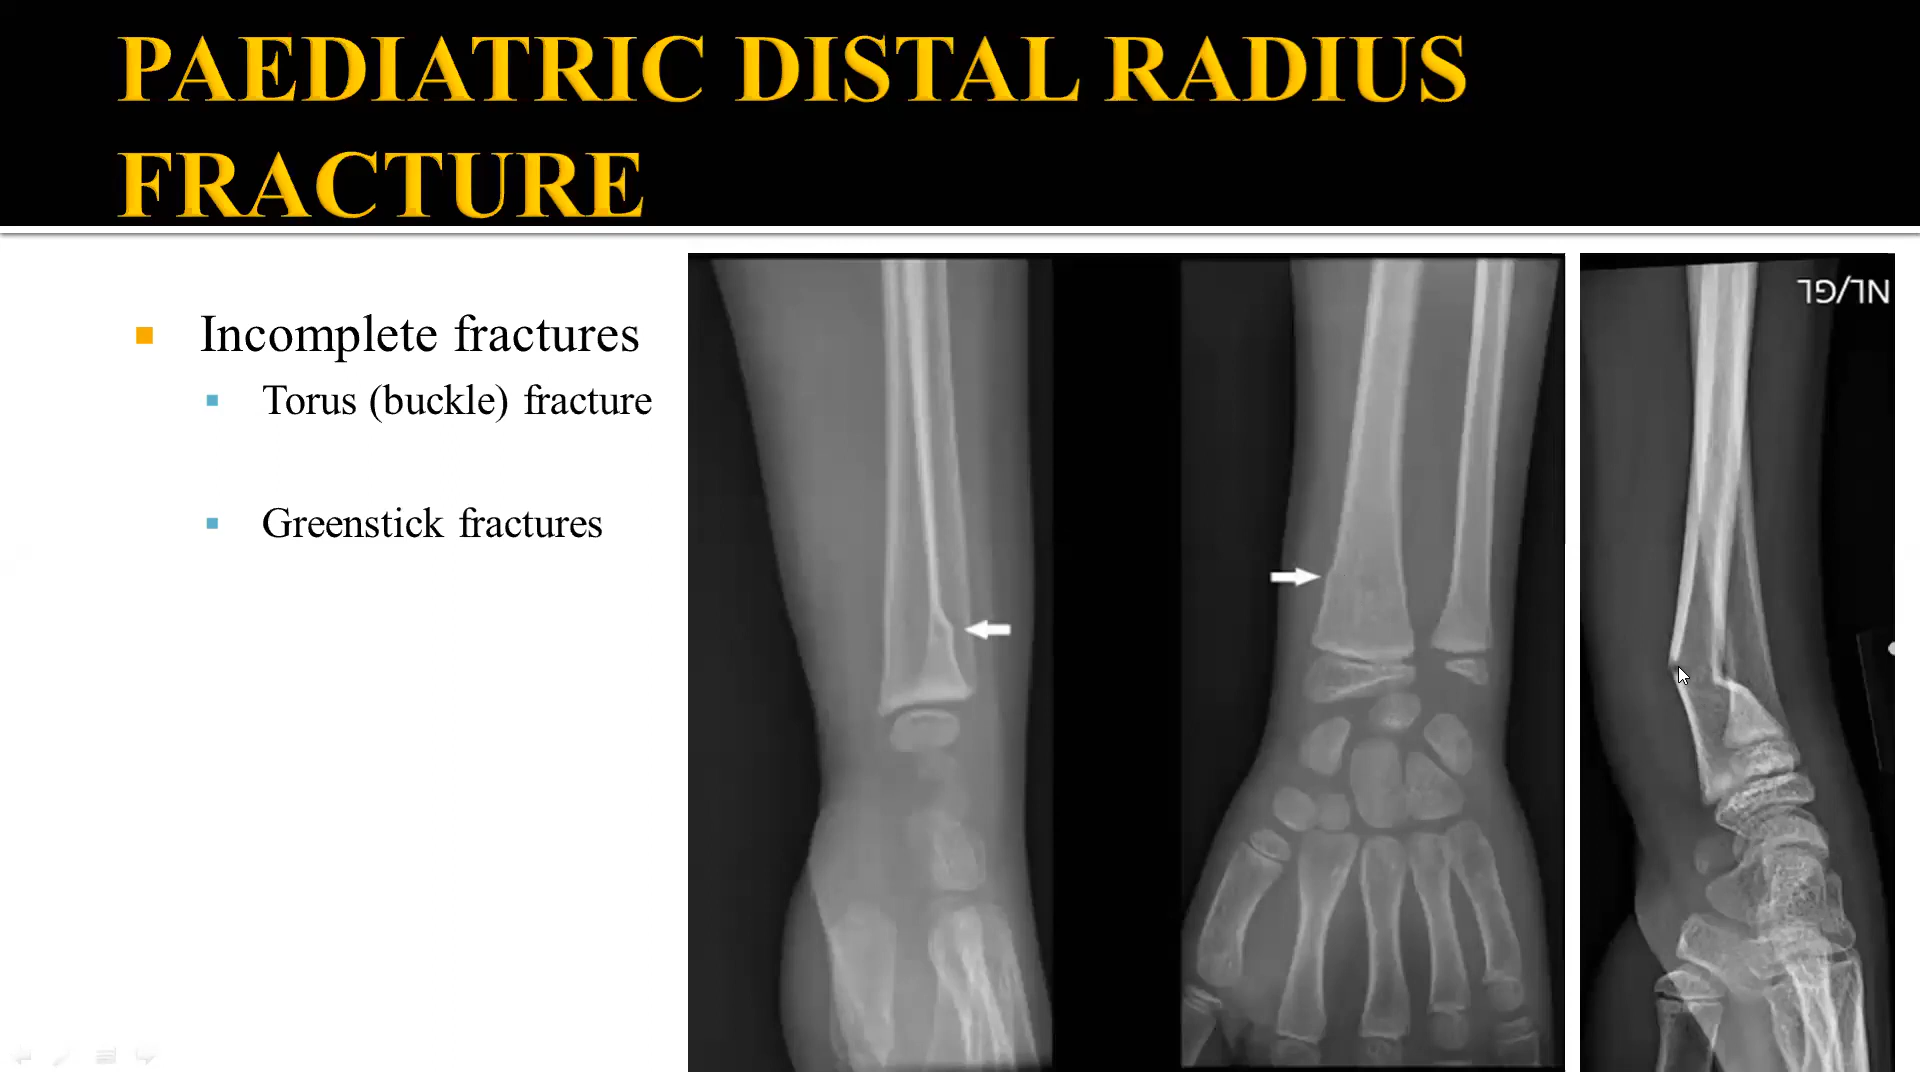 PAEDIATRIC DISTAL RADIUS
FRACTURE
Incomplete fractures
Torus (buckle) fracture
Greenstick fractures